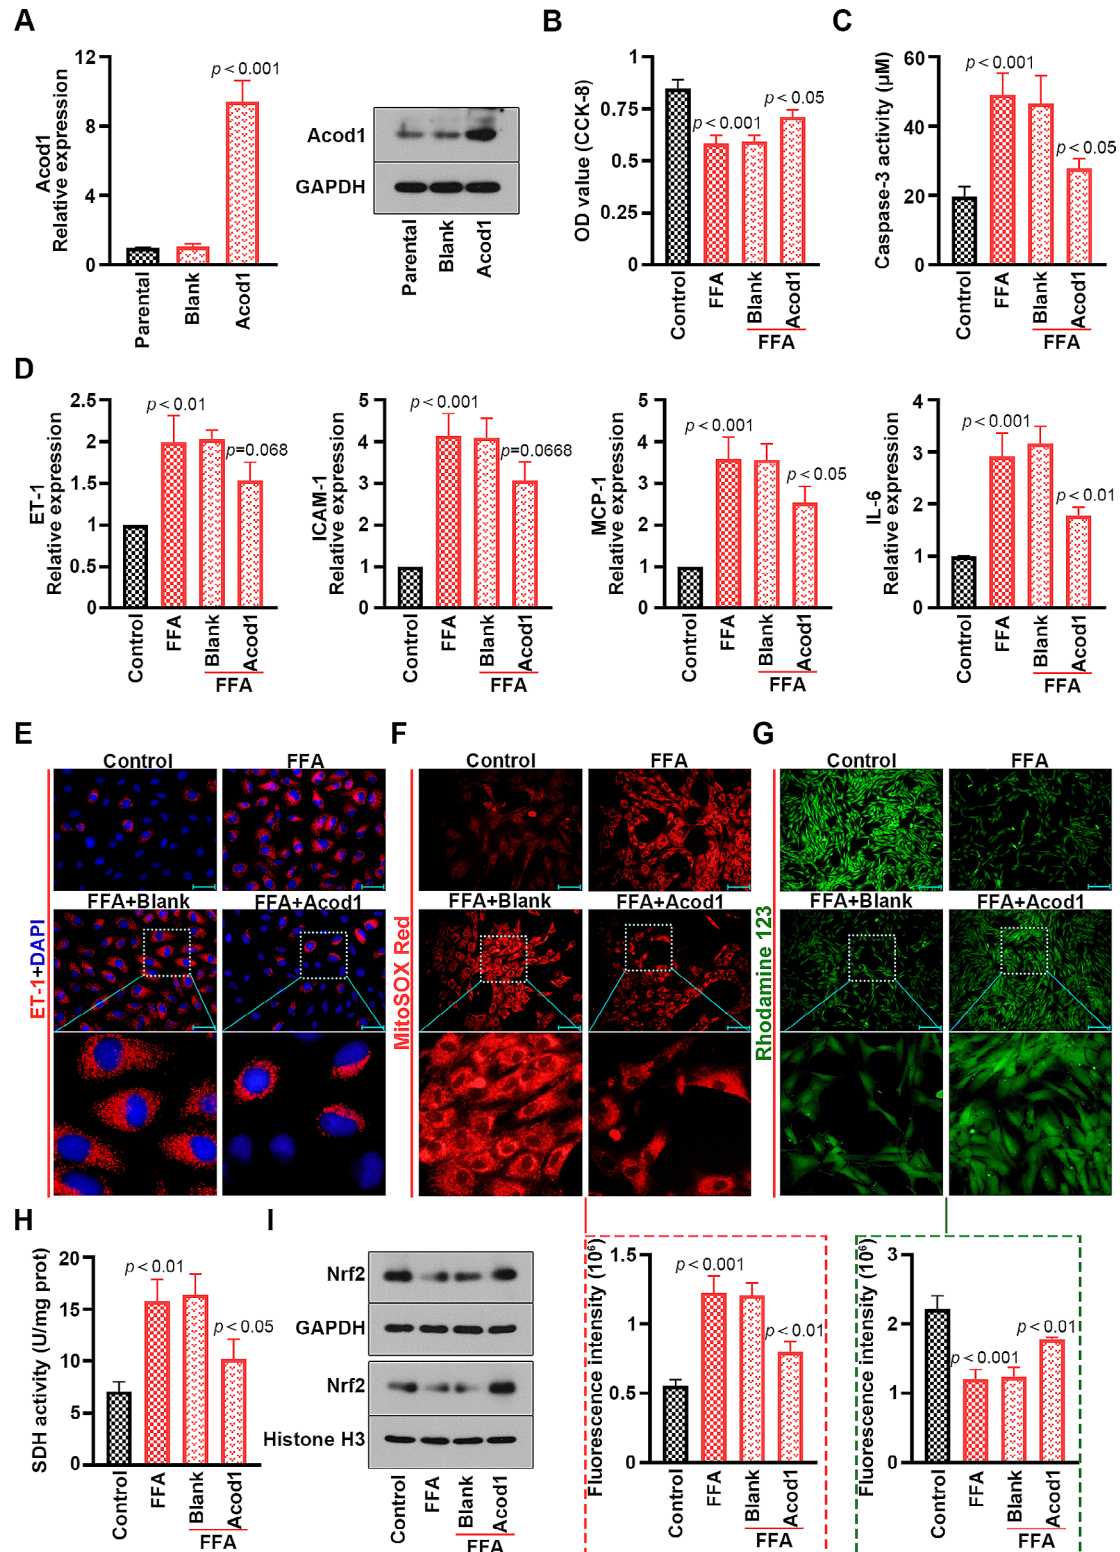 A
Acod1
Relative expression
12
8
4
0
p < 0.001
Parental
Blank
Acod1
Acod1
GAPDH
Parental
Blank
Acod1
B
OD value (CCK-8)
1
0.75
0.5
0.25
0
p < 0.001
p < 0.05
Control
FFA
Blank
Acod1
FFA
C
Caspase-3 activity (μM)
60
40
20
0
p < 0.001
p < 0.05
Control
FFA
Blank
Acod1
FFA
D
ET-1
Relative expression
2.5
2
1.5
1
0.5
0
p < 0.01
p=0.068
Control
FFA
Blank
Acod1
FFA
ICAM-1
Relative expression
5
4
3
2
1
0
p < 0.001
p=0.0668
Control
FFA
Blank
Acod1
FFA
MCP-1
Relative expression
5
4
3
2
1
0
p < 0.001
p < 0.05
Control
FFA
Blank
Acod1
FFA
IL-6
Relative expression
4
3
2
1
0
p < 0.001
p < 0.01
Control
FFA
Blank
Acod1
FFA
E
ET-1+DAPI
Control
FFA
FFA+Blank
FFA+Acod1
F
MitoSOX Red
Control
FFA
FFA+Blank
FFA+Acod1
G
Rhodamine 123
Control
FFA
FFA+Blank
FFA+Acod1
H
SDH activity (U/mg prot)
20
15
10
5
0
p < 0.01
p < 0.05
Control
FFA
Blank
Acod1
FFA
I
Nrf2
GAPDH
Nrf2
Histone H3
Control
FFA
Blank
Acod1
FFA
Fluorescence intensity (10⁶)
1.5
1
0.5
0
p < 0.001
p < 0.01
Control
FFA
Blank
Acod1
FFA
Fluorescence intensity (10⁶)
3
2
1
0
p < 0.001
p < 0.01
Control
FFA
Blank
Acod1
FFA